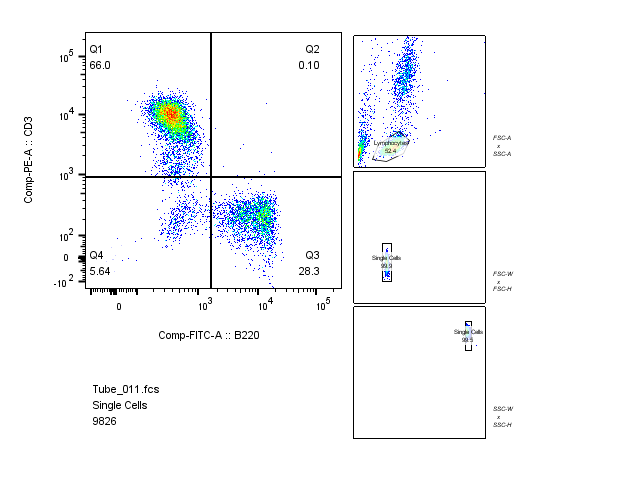 Q1
66.0
Q2
0.10
Q4
5.64
Q3
28.3
10^5
10^4
10^3
10^2
0
-10^2
Comp-PE-A :: CD3
0
10^3
10^4
10^5
Comp-FITC-A :: B220
Tube_011.fcs
Single Cells
9826
Lymphocytes
52.4
FSC-A
x
SSC-A
Single Cells
99.9
FSC-W
x
FSC-H
Single Cells
99.5
SSC-W
x
SSC-H